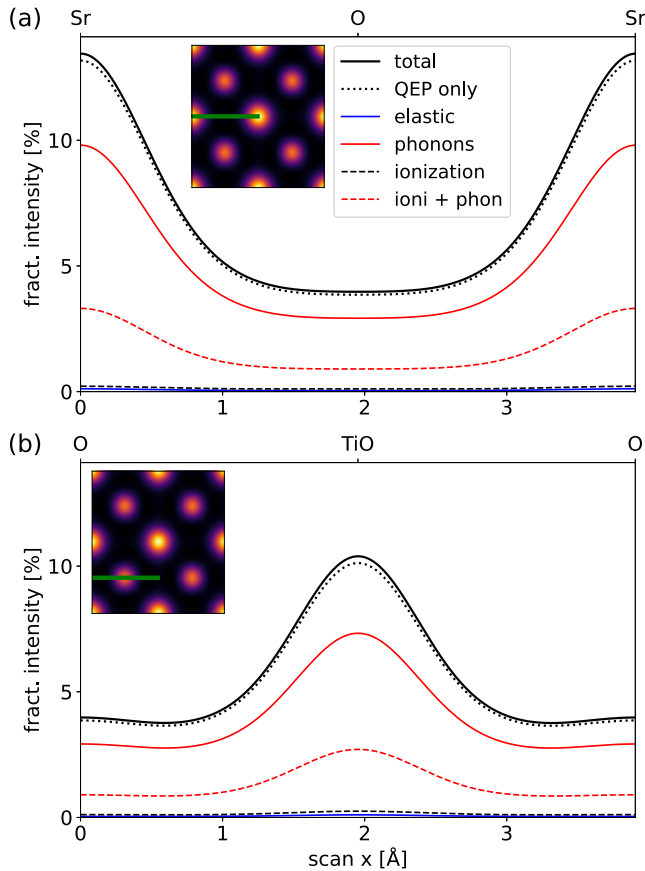 (a)
Sr O Sr
total
QEP only
elastic
phonons
ionization
ioni + phon
fract. intensity [%]
10
5
0
0 1 2 3
(b)
O TiO O
fract. intensity [%]
10
5
0
0 1 2 3
scan x [Å]